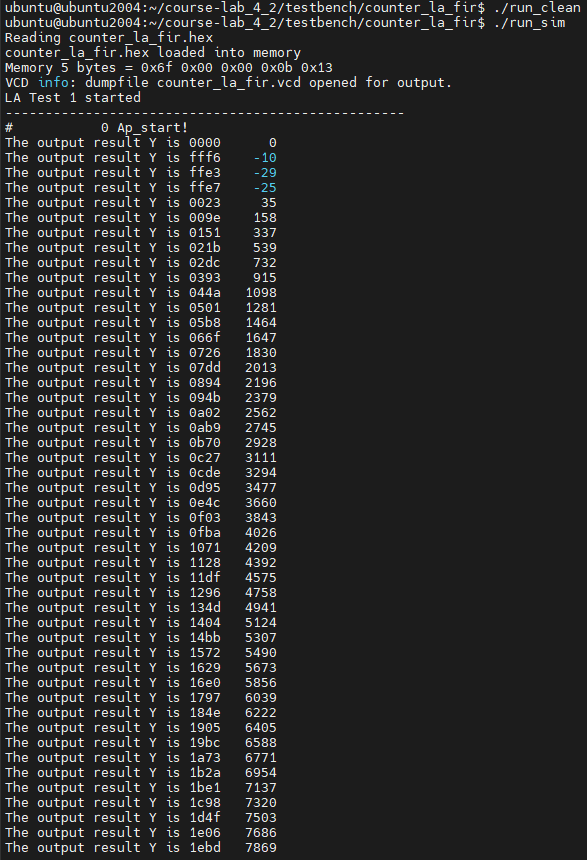 ubuntu@ubuntu2004:~/course-lab_4_2/testbench/counter_la_fir$ ./run_clean
ubuntu@ubuntu2004:~/course-lab_4_2/testbench/counter_la_fir$ ./run_sim
Reading counter_la_fir.hex
counter_la_fir.hex loaded into memory
Memory 5 bytes = 0x6f 0x00 0x00 0x0b 0x13
VCD info: dumpfile counter_la_fir.vcd opened for output.
LA Test 1 started
--------------------------------------------------
#           0 Ap_start!
The output result Y is 0000      0
The output result Y is fff6    -10
The output result Y is ffe3    -29
The output result Y is ffe7    -25
The output result Y is 0023     35
The output result Y is 009e    158
The output result Y is 0151    337
The output result Y is 021b    539
The output result Y is 02dc    732
The output result Y is 0393    915
The output result Y is 044a   1098
The output result Y is 0501   1281
The output result Y is 05b8   1464
The output result Y is 066f   1647
The output result Y is 0726   1830
The output result Y is 07dd   2013
The output result Y is 0894   2196
The output result Y is 094b   2379
The output result Y is 0a02   2562
The output result Y is 0ab9   2745
The output result Y is 0b70   2928
The output result Y is 0c27   3111
The output result Y is 0cde   3294
The output result Y is 0d95   3477
The output result Y is 0e4c   3660
The output result Y is 0f03   3843
The output result Y is 0fba   4026
The output result Y is 1071   4209
The output result Y is 1128   4392
The output result Y is 11df   4575
The output result Y is 1296   4758
The output result Y is 134d   4941
The output result Y is 1404   5124
The output result Y is 14bb   5307
The output result Y is 1572   5490
The output result Y is 1629   5673
The output result Y is 16e0   5856
The output result Y is 1797   6039
The output result Y is 184e   6222
The output result Y is 1905   6405
The output result Y is 19bc   6588
The output result Y is 1a73   6771
The output result Y is 1b2a   6954
The output result Y is 1be1   7137
The output result Y is 1c98   7320
The output result Y is 1d4f   7503
The output result Y is 1e06   7686
The output result Y is 1ebd   7869